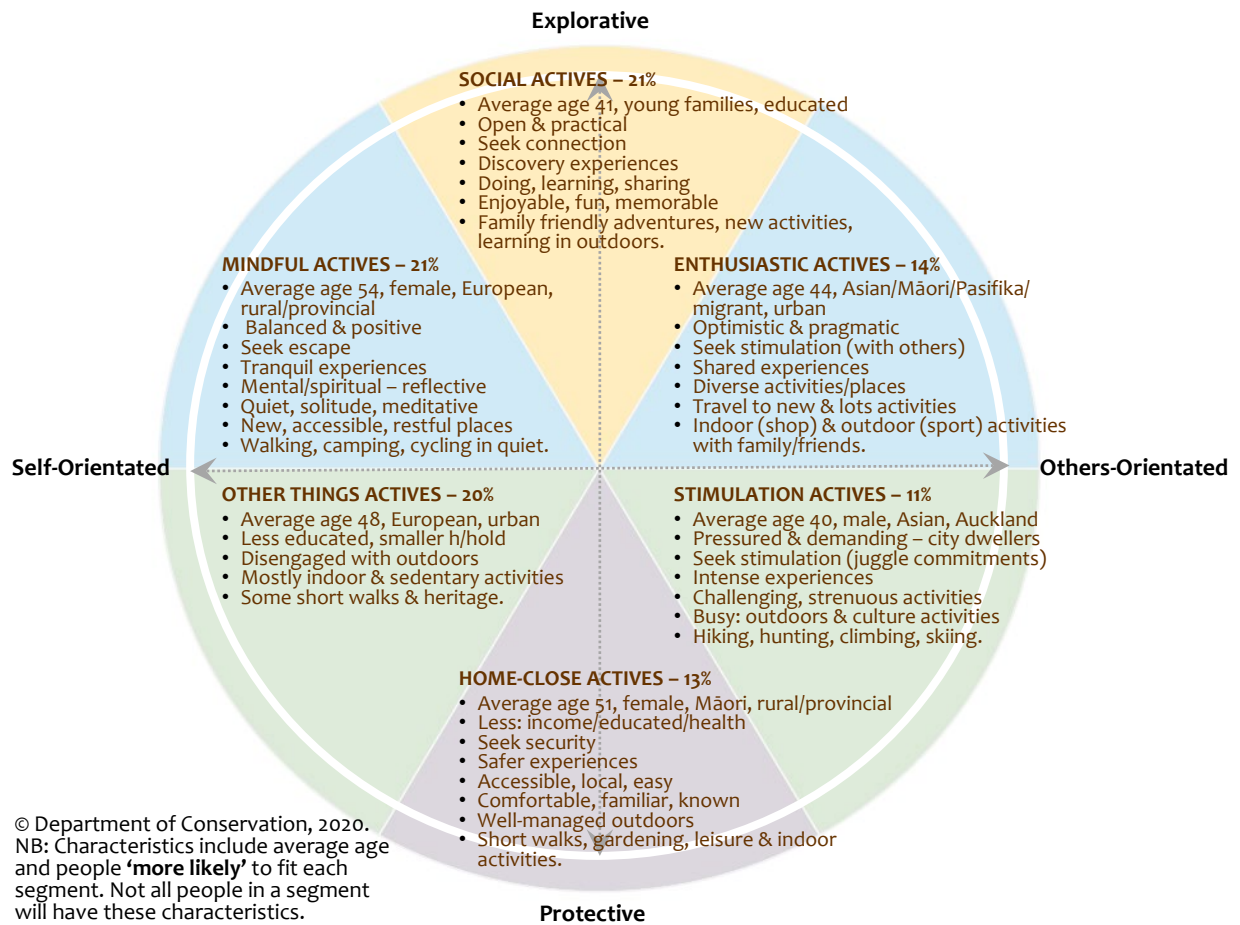 Explorative
SOCIAL ACTIVES – 21%
• Average age 41, young families, educated
• Open & practical
• Seek connection
• Discovery experiences
• Doing, learning, sharing
• Enjoyable, fun, memorable
• Family friendly adventures, new activities,
learning in outdoors.
MINDFUL ACTIVES – 21%
• Average age 54, female, European,
rural/provincial
• Balanced & positive
• Seek escape
• Tranquil experiences
• Mental/spiritual – reflective
• Quiet, solitude, meditative
• New, accessible, restful places
• Walking, camping, cycling in quiet.
ENTHUSIASTIC ACTIVES – 14%
• Average age 44, Asian/Māori/Pasifika/
migrant, urban
• Optimistic & pragmatic
• Seek stimulation (with others)
• Shared experiences
• Diverse activities/places
• Travel to new & lots activities
• Indoor (shop) & outdoor (sport) activities
with family/friends.
Self-Orientated
Others-Orientated
OTHER THINGS ACTIVES – 20%
• Average age 48, European, urban
• Less educated, smaller h/hold
• Disengaged with outdoors
• Mostly indoor & sedentary activities
• Some short walks & heritage.
STIMULATION ACTIVES – 11%
• Average age 40, male, Asian, Auckland
• Pressured & demanding – city dwellers
• Seek stimulation (juggle commitments)
• Intense experiences
• Challenging, strenuous activities
• Busy: outdoors & culture activities
• Hiking, hunting, climbing, skiing.
HOME-CLOSE ACTIVES – 13%
• Average age 51, female, Māori, rural/provincial
• Less: income/educated/health
• Seek security
• Safer experiences
• Accessible, local, easy
• Comfortable, familiar, known
• Well-managed outdoors
• Short walks, gardening, leisure & indoor
activities.
© Department of Conservation, 2020.
NB: Characteristics include average age
and people 'more likely' to fit each
segment. Not all people in a segment
will have these characteristics.
Protective